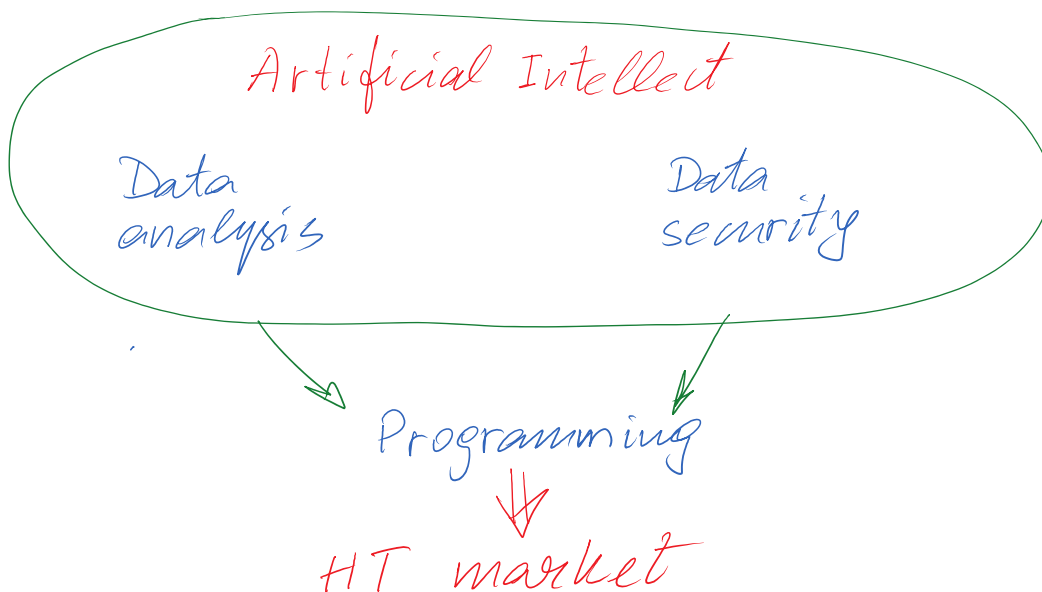 Artificial Intellect
Data
analysis
Data
security
Programming
HT market